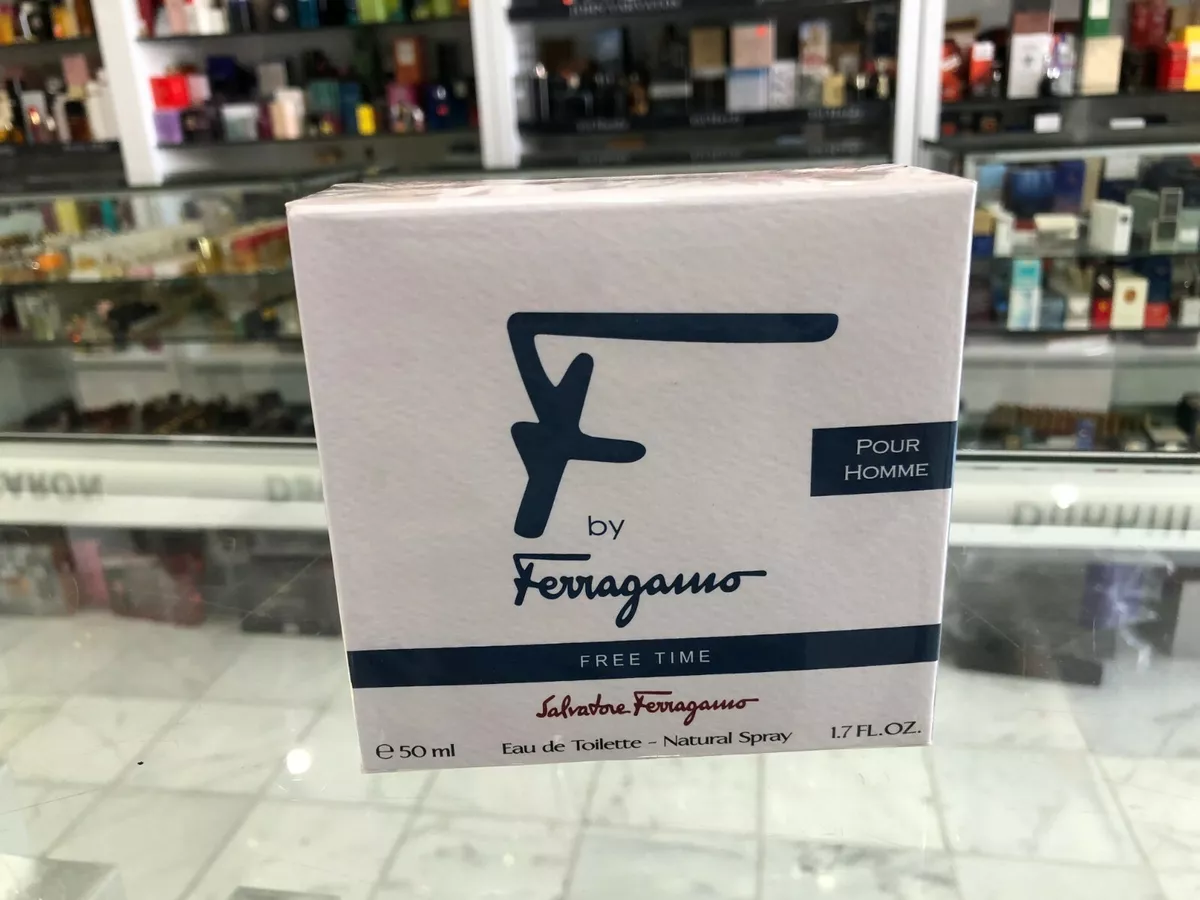 F
by
Ferragamo
POUR
HOMME
FREE TIME
Salvatore Ferragamo
℮ 50 ml Eau de Toilette - Natural Spray 1.7 FL.OZ.